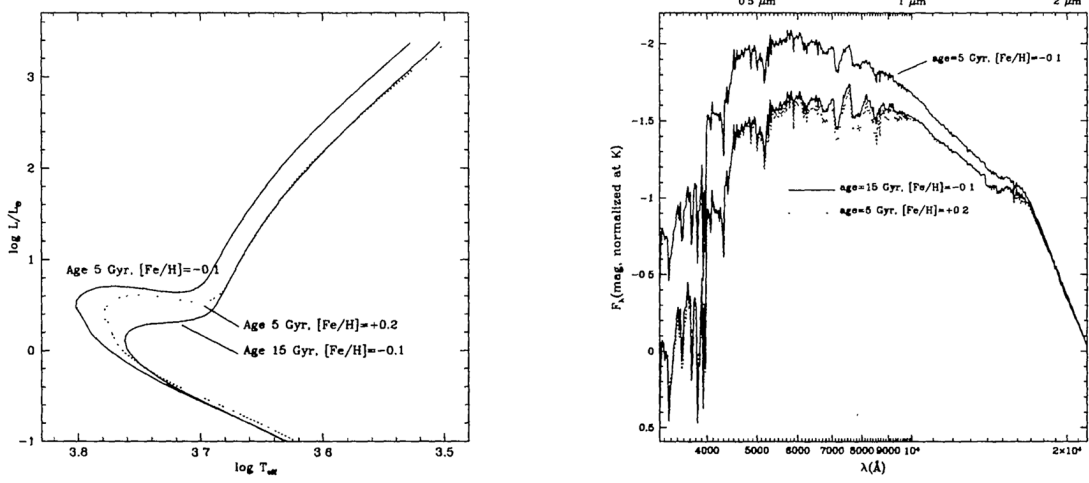 3
2
1
0
-1
log L/L⊙
3.8
3.7
3.6
3.5
log T_eff
Age 5 Gyr, [Fe/H]=-0.1
Age 5 Gyr, [Fe/H]=+0.2
Age 15 Gyr, [Fe/H]=-0.1
0.5 μm
1 μm
2 μm
-2
-1.5
-1
-0.5
0
0.5
F_λ(mag, normalized at K)
age=5 Gyr, [Fe/H]=-0.1
age=15 Gyr, [Fe/H]=-0.1
age=5 Gyr, [Fe/H]=+0.2
4000
5000
6000
7000
8000
9000
10⁴
2×10⁴
λ(Å)